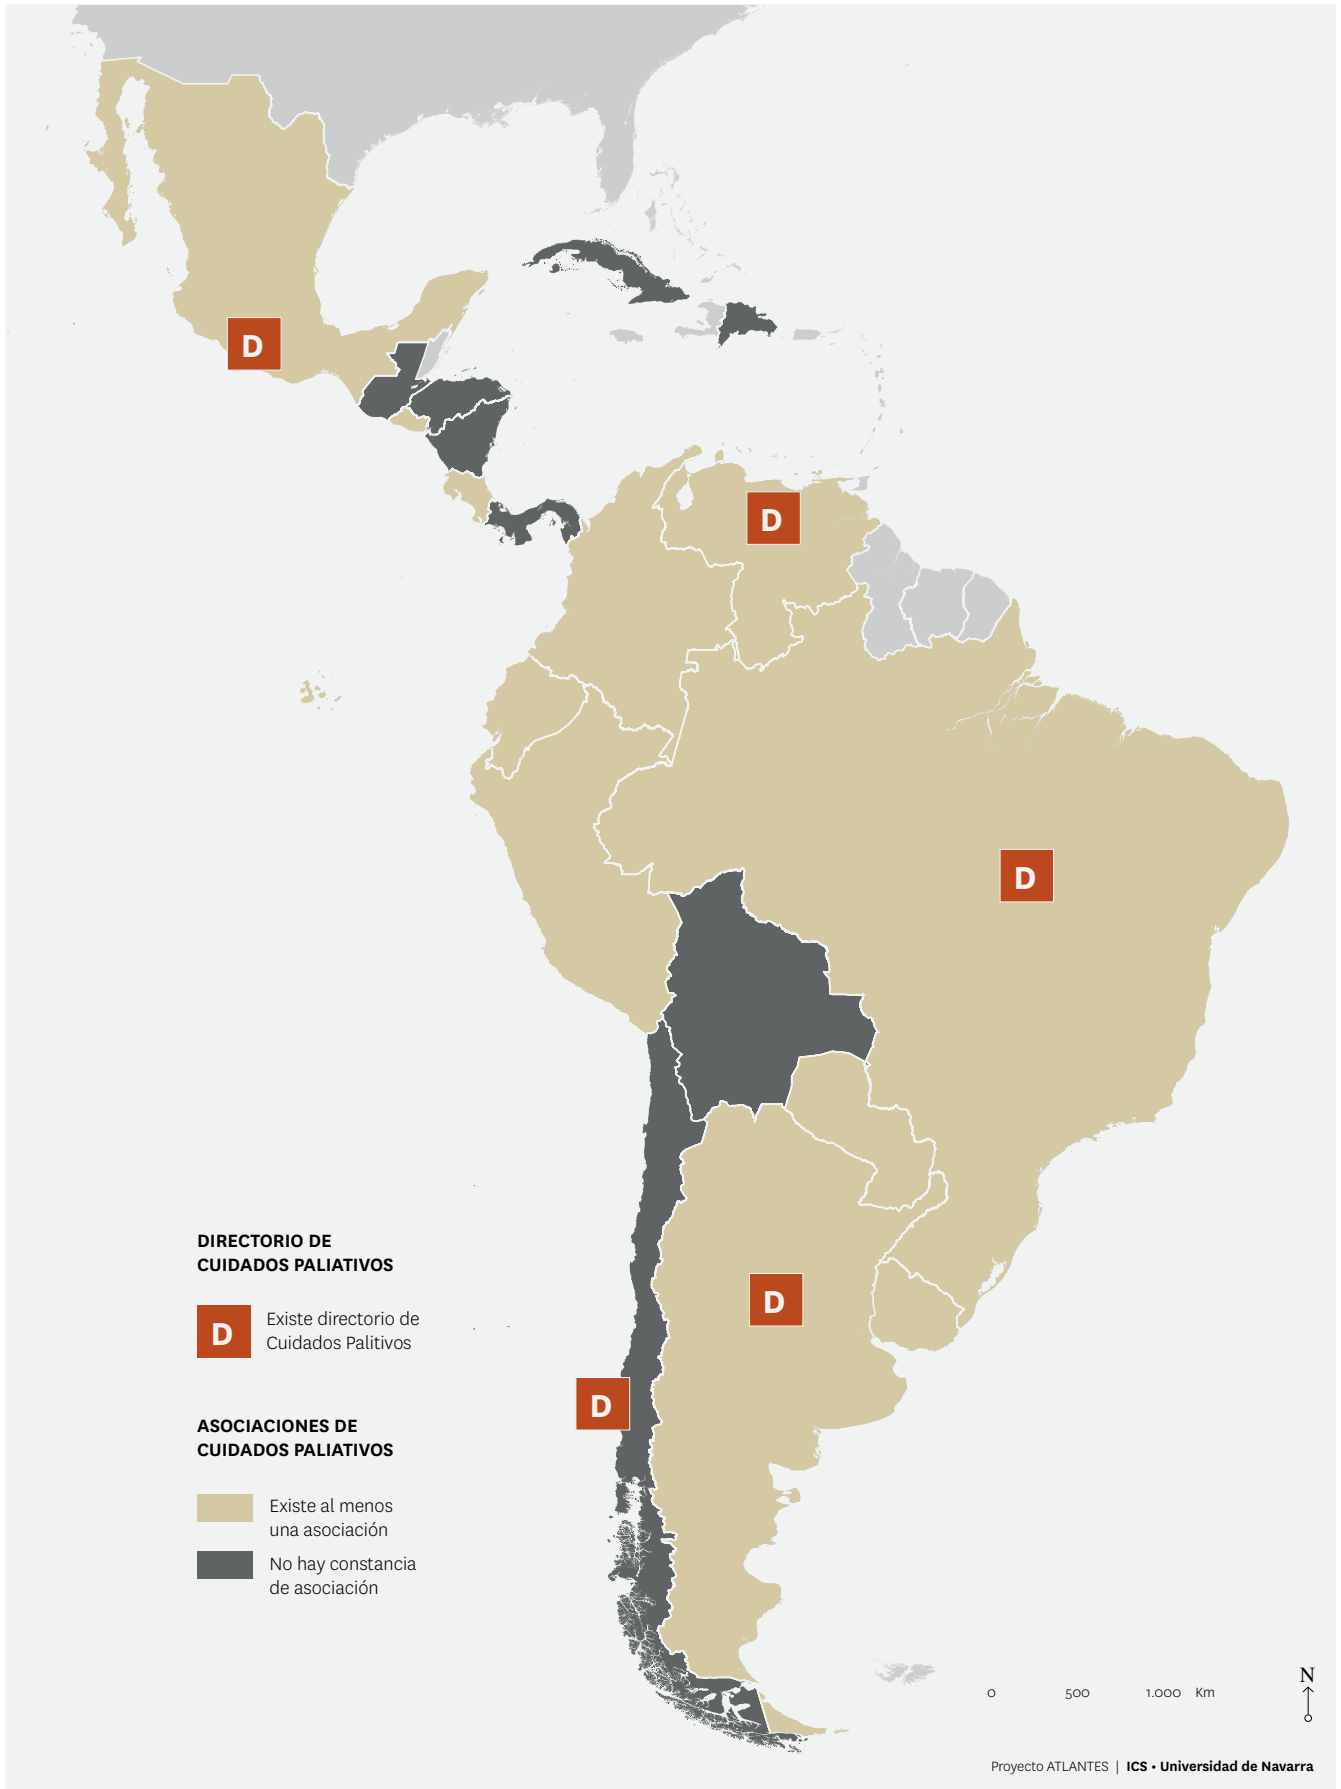 D
D
D
D
D
DIRECTORIO DE
CUIDADOS PALIATIVOS
D
Existe directorio de
Cuidados Palitivos
ASOCIACIONES DE
CUIDADOS PALIATIVOS
Existe al menos
una asociación
No hay constancia
de asociación
N
0 500 1.000 Km
Proyecto ATLANTES | ICS • Universidad de Navarra